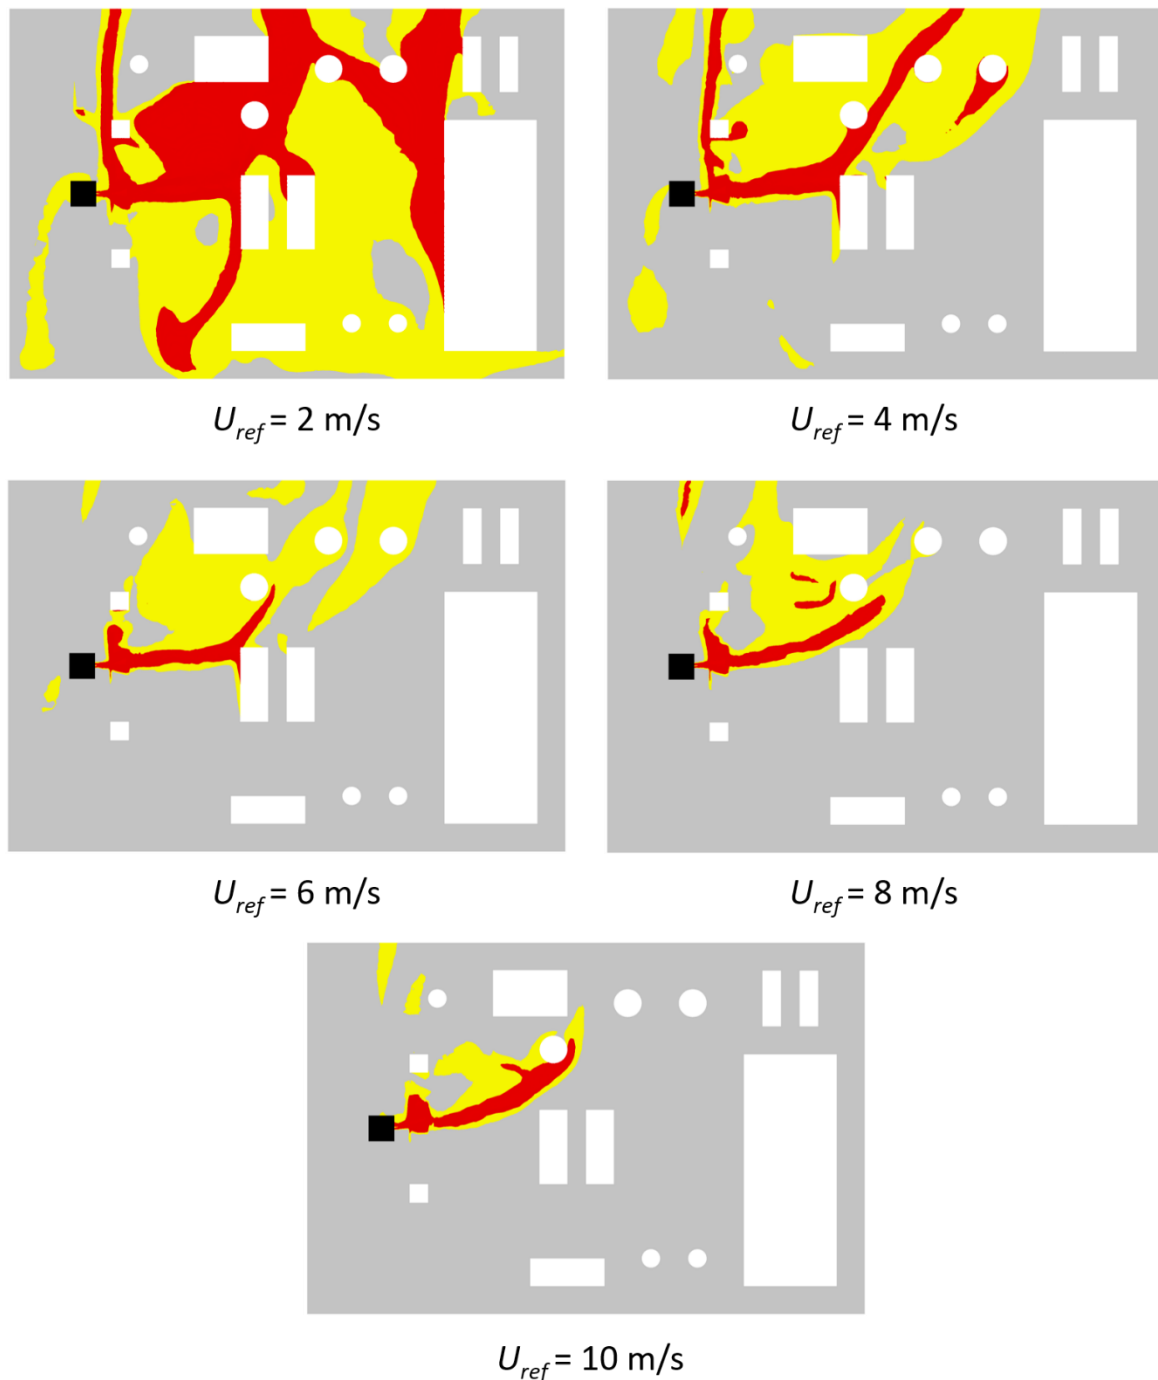 U_ref = 2 m/s
U_ref = 4 m/s
U_ref = 6 m/s
U_ref = 8 m/s
U_ref = 10 m/s